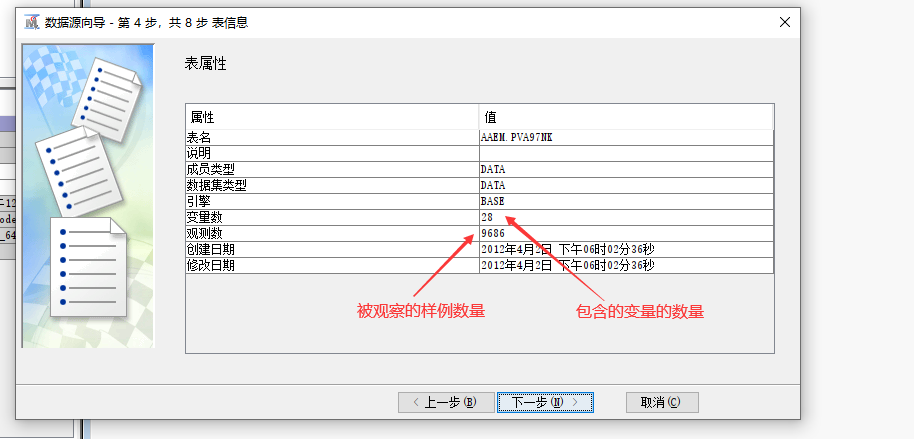 数据源向导 - 第 4 步，共 8 步 表信息
表属性
属性 值
表名 AAEM.PVA97NK
说明
成员类型 DATA
数据集类型 DATA
引擎 BASE
变量数 28
观测数 9686
创建日期 2012年4月2日 下午06时02分36秒
修改日期 2012年4月2日 下午06时02分36秒
被观察的样例数量 包含的变量的数量
< 上一步(B) 下一步(N) > 取消(C)